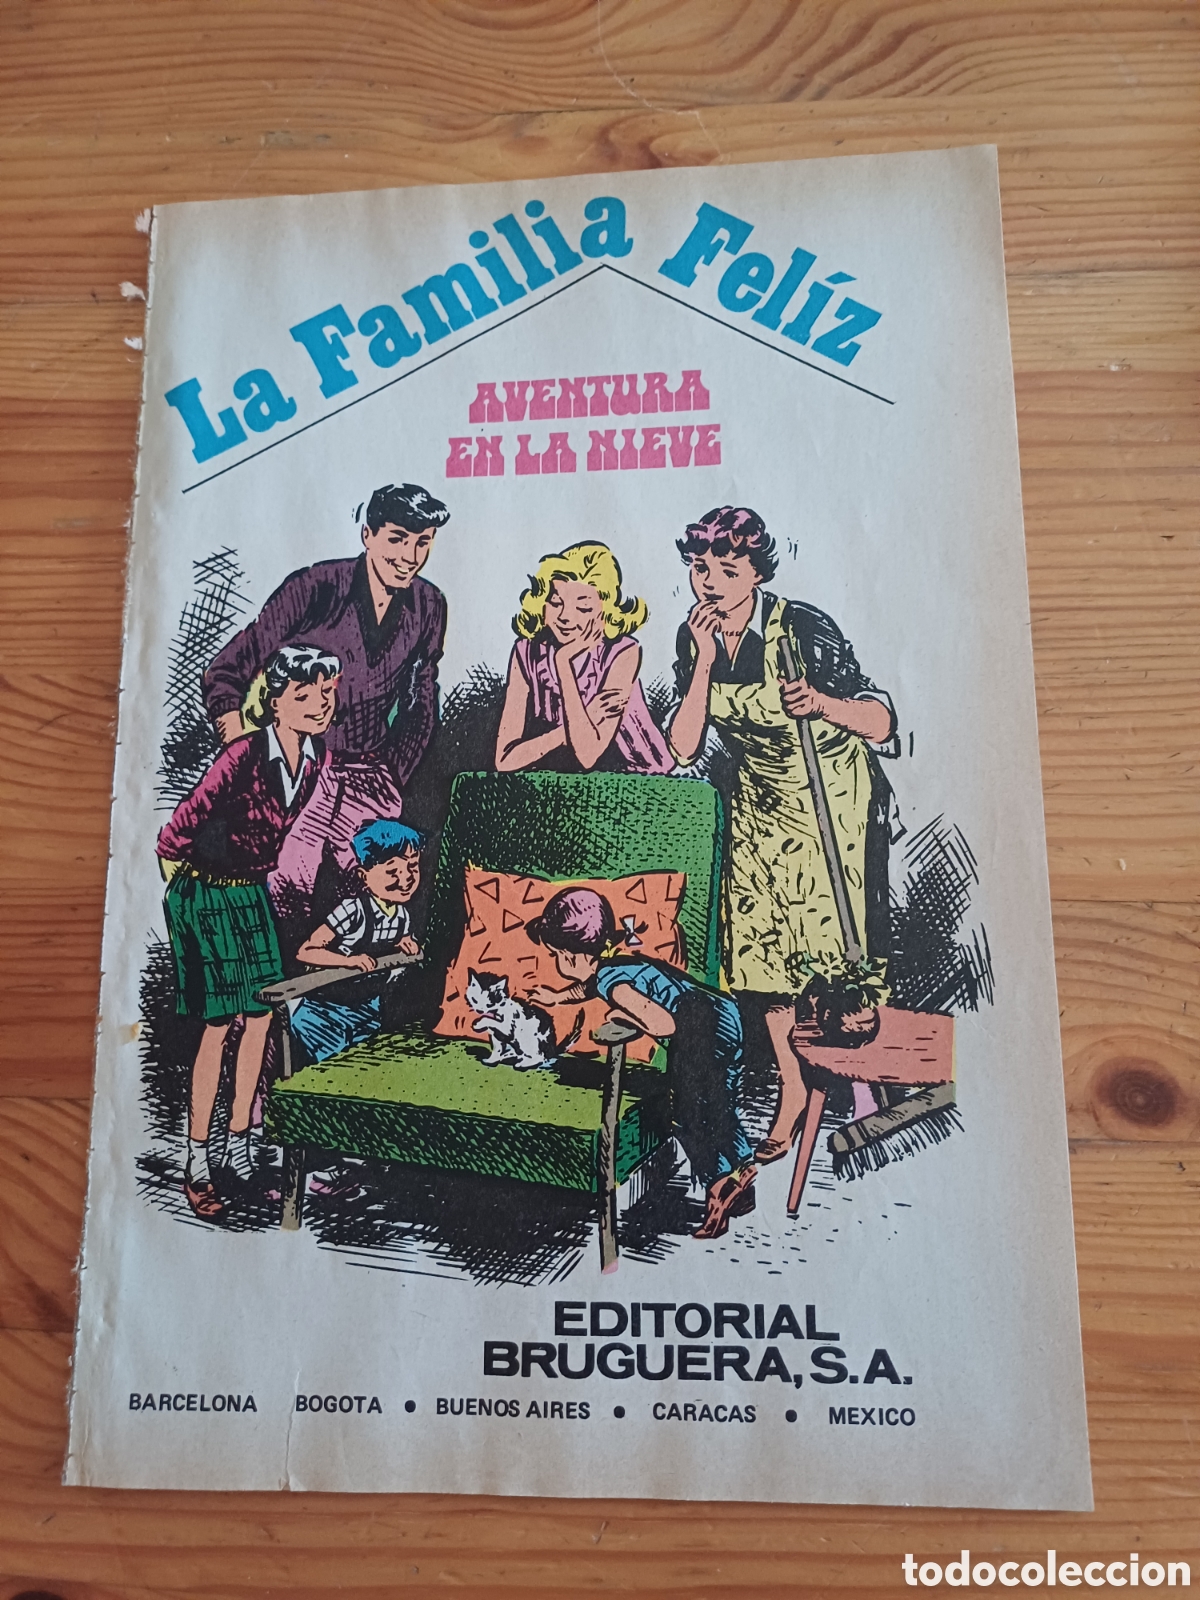 La Familia Felíz
AVENTURA
EN LA NIEVE
EDITORIAL
BRUGUERA, S.A.
BARCELONA BOGOTA • BUENOS AIRES • CARACAS • MEXICO
todocoleccion